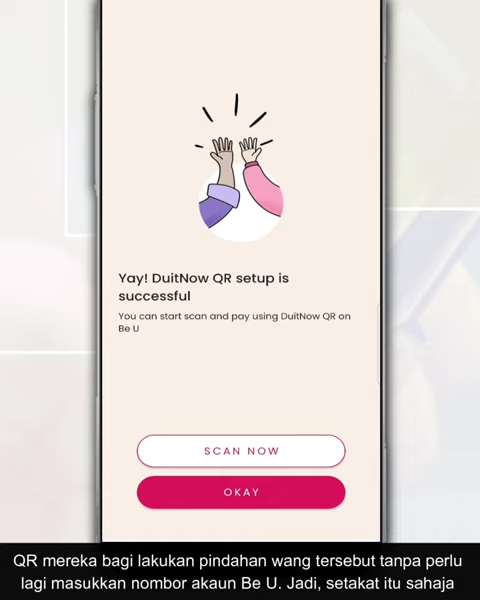 Yay! DuitNow QR setup is
successful
You can start scan and pay using DuitNow QR on
Be U
SCAN NOW
OKAY
QR mereka bagi lakukan pindahan wang tersebut tanpa perlu
lagi masukkan nombor akaun Be U. Jadi, setakat itu sahaja